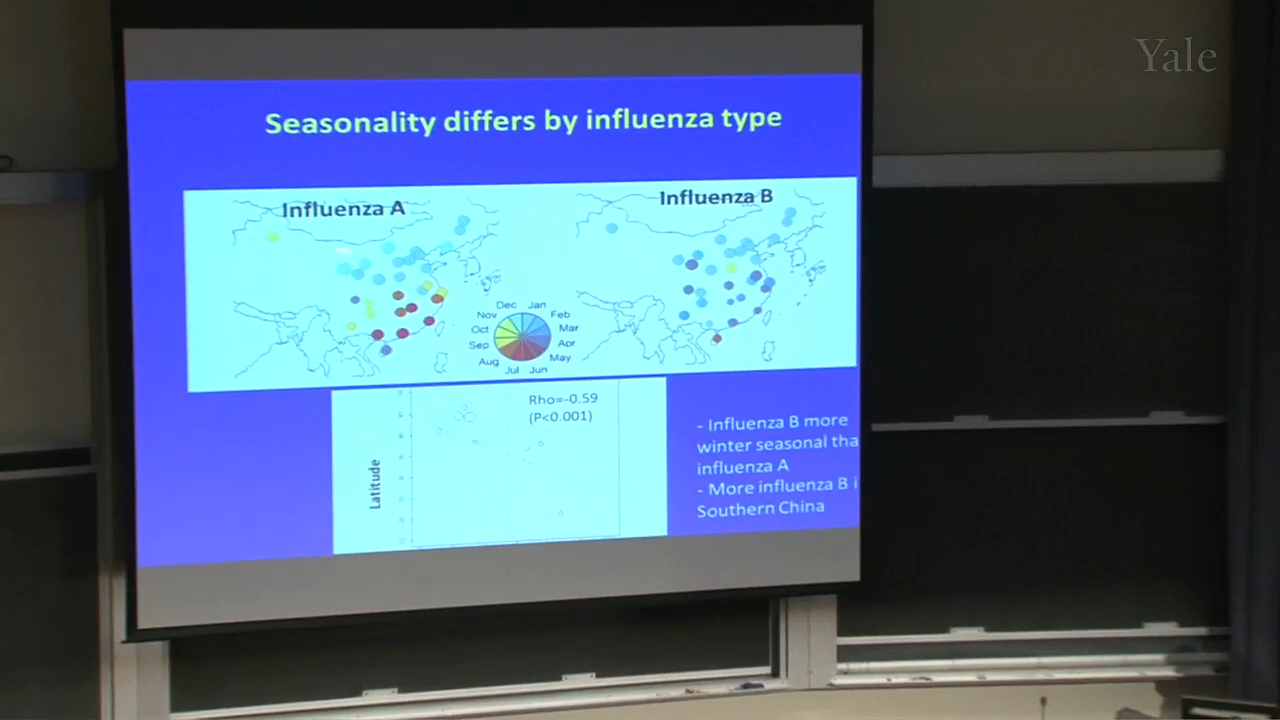 Yale
Seasonality differs by influenza type
Influenza A
Influenza B
Dec
Jan
Nov
Feb
Oct
Mar
Sep
Apr
Aug
May
Jul
Jun
Rho=-0.59
(P<0.001)
Latitude
- Influenza B more
winter seasonal tha
influenza A
- More influenza B i
Southern China